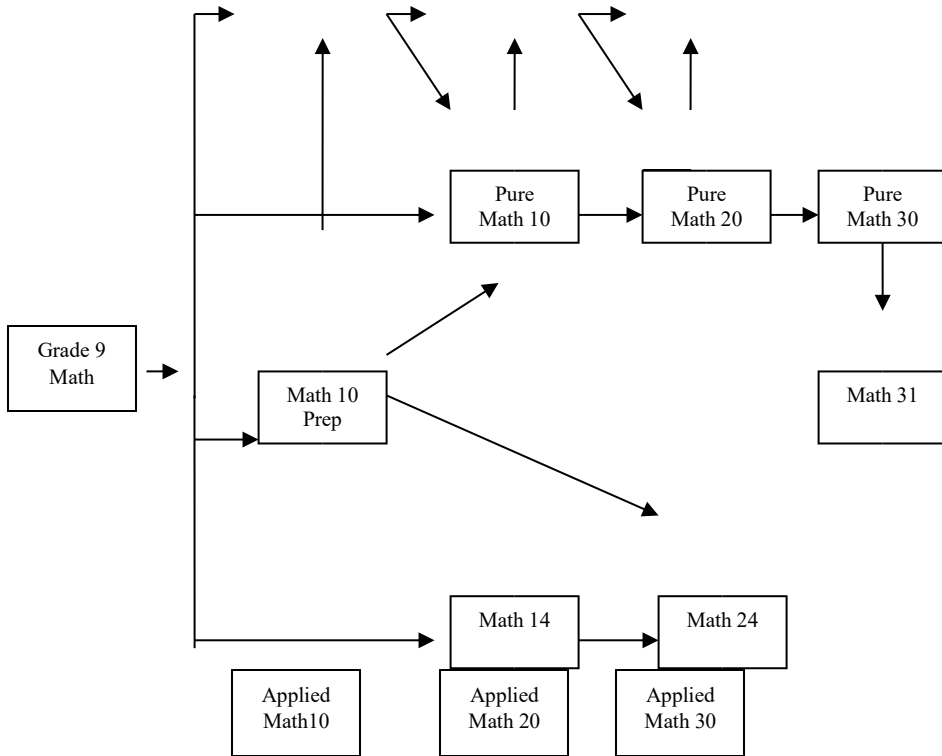 Pure
Math 10
Pure
Math 20
Pure
Math 30
Grade 9
Math
Math 10
Prep
Math 31
Math 14
Math 24
Applied
Math10
Applied
Math 20
Applied
Math 30